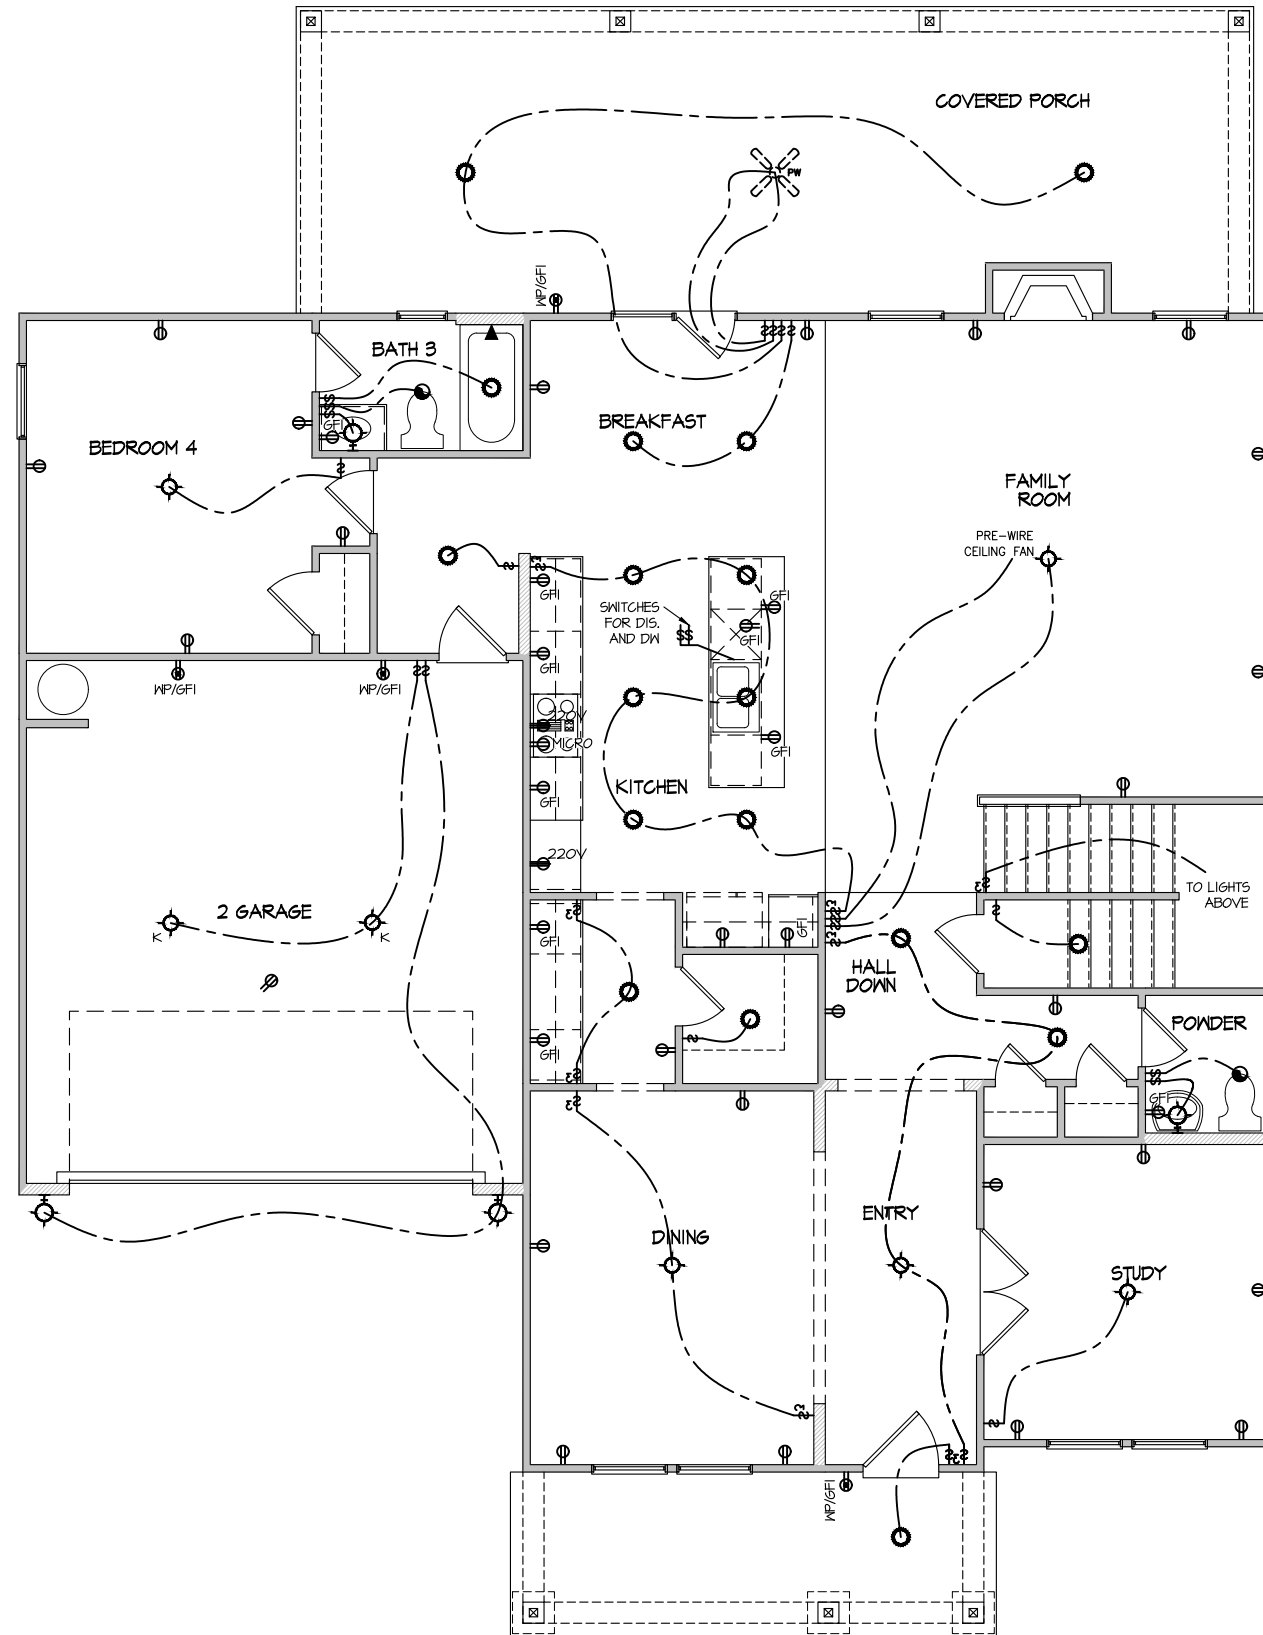 COVERED PORCH
PW
WP/GFI
BATH 3
GFI
BREAKFAST
BEDROOM 4
FAMILY
ROOM
PRE-WIRE
CEILING FAN
S
S3
GFI
GFI
SWITCHES
FOR DIS.
AND DW
$$
GFI
GFI
WP/GFI
WP/GFI
220V
MICRO
GFI
GFI
KITCHEN
220V
TO LIGHTS
ABOVE
2 GARAGE
K
K
GFI
GFI
HALL
DOWN
POWDER
GFI
GFI
ENTRY
DINING
STUDY
WP/GFI